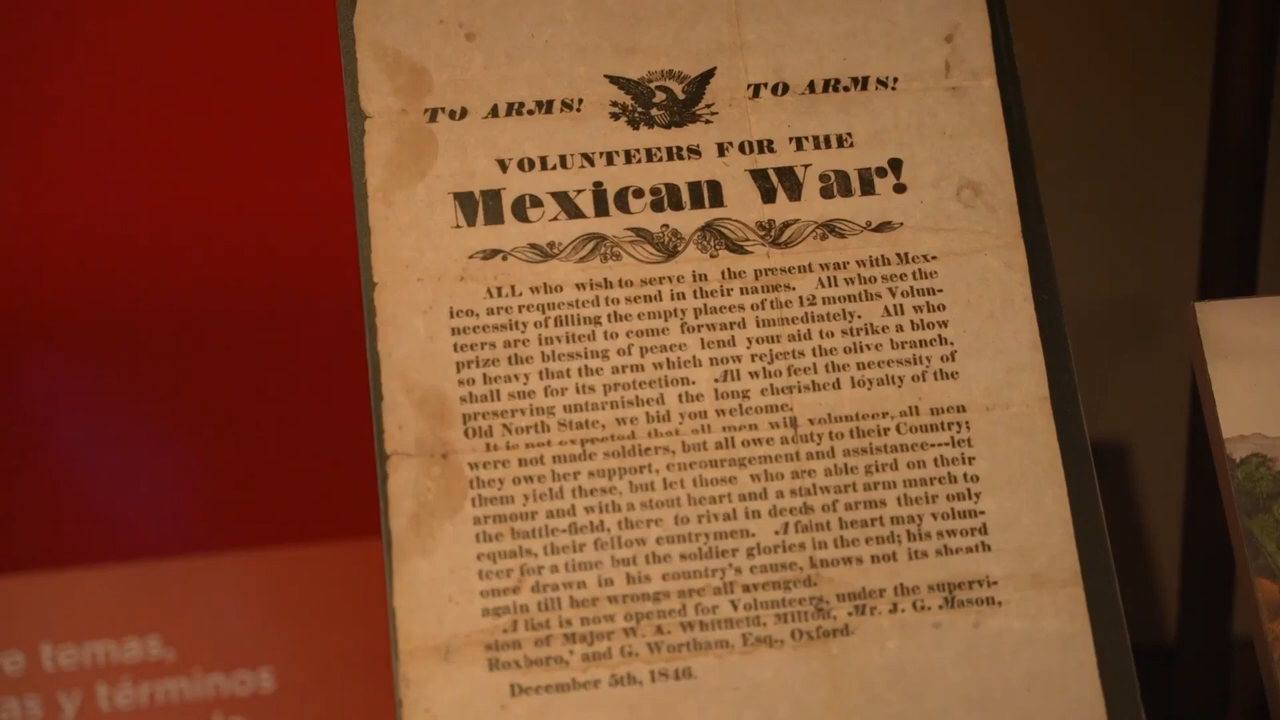 TO ARMS! TO ARMS!
VOLUNTEERS FOR THE
Mexican War!
ALL who wish to serve in the present war with Mex-
ico, are requested to send in their names. All who see the
necessity of filling the empty places of the 12 months Volun-
teers are invited to come forward immediately. All who
prize the blessing of peace lend your aid to strike a blow
so heavy that the arm which now rejects the olive branch,
shall sue for its protection. All who feel the necessity of
preserving untarnished the long cherished loyalty of the
Old North State, we bid you welcome.
It is not expected that all men will volunteer, all men
were not made soldiers, but all owe a duty to their Country;
they owe her support, encouragement and assistance---let
them yield these, but let those who are able gird on their
armour and with a stout heart and a stalwart arm march to
the battle-field, there to rival in deeds of arms their only
equals, their fellow cuntrymen. A faint heart may volun-
teer for a time but the soldier glories in the end; his sword
once drawn in his country's cause, knows not its sheath
again till her wrongs are all avenged.
A list is now opened for Volunteers, under the supervi-
sion of Major W. A. Whitfield, Milton, Mr. J. G. Mason,
Roxboro,' and G. Wortham, Esq., Oxford.
December 5th, 1846.
e temas,
as y términos